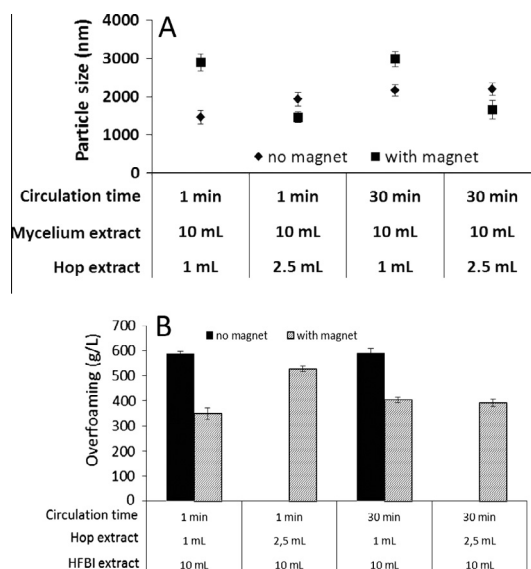 A
Particle size (nm)
4000
3000
2000
1000
0
no magnet with magnet
Circulation time 1 min 1 min 30 min 30 min
Mycelium extract 10 mL 10 mL 10 mL 10 mL
Hop extract 1 mL 2.5 mL 1 mL 2.5 mL
B
Overfoaming (g/L)
700
no magnet with magnet
600
500
400
300
200
100
0
Circulation time 1 min 1 min 30 min 30 min
Hop extract 1 mL 2,5 mL 1 mL 2,5 mL
HFBI extract 10 mL 10 mL 10 mL 10 mL